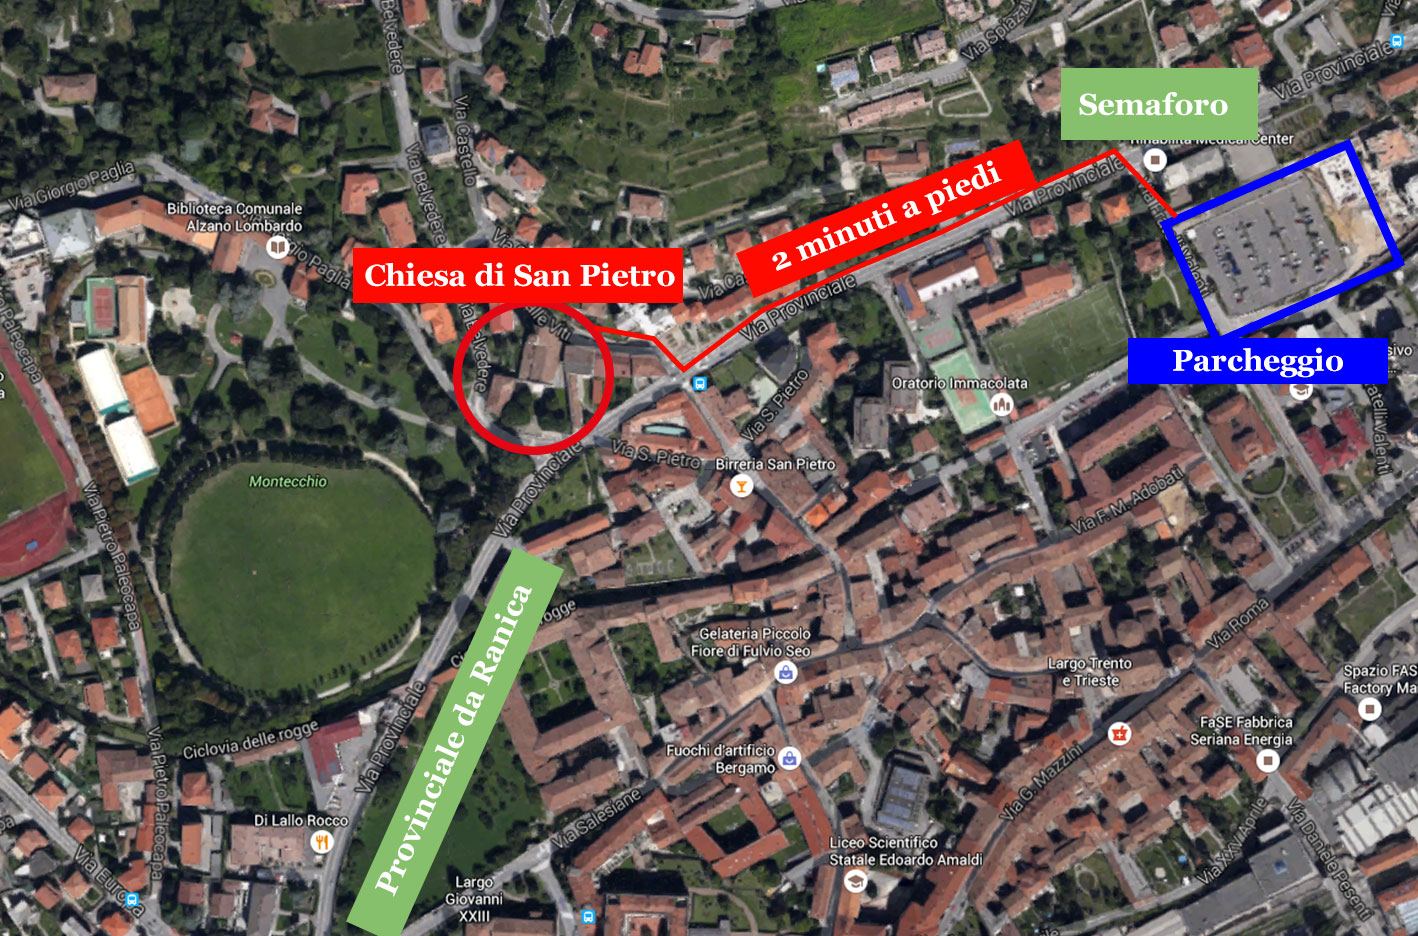 Via Spiazzi
Via Provinciale
Belvedere
Semaforo
Rihabilita Medical Center
Via Castello
Via Belvedere
Via Giorgio Paglia
2 minuti a piedi
Via Provinciale
Biblioteca Comunale
Alzano Lombardo
Paglia
Chiesa di San Pietro
Via Provinciale
Parcheggio
Oratorio Immacolata
Via S. Pietro
Via S. Pietro
Birreria San Pietro
Via Provinciale
Montecchio
Via F. M. Adobati
Via Pietro Paleocapa
Provinciale da Ranica
rogge
Gelateria Piccolo
Fiore di Fulvio Seo
Via Roma
Largo Trento
e Trieste
Spazio FAS
Factory Ma
FaSE Fabbrica
Seriana Energia
Ciclovia delle rogge
Via Provinciale
Fuochi d'artificio
Bergamo
Via G. Mazzini
Via Pietro Paleocapa
Di Lallo Rocco
Via Salesiane
Liceo Scientifico
Statale Edoardo Amaldi
Via XXV Aprile
Via Daniele Pesenti
Via Europa
Largo
Giovanni
XXIII